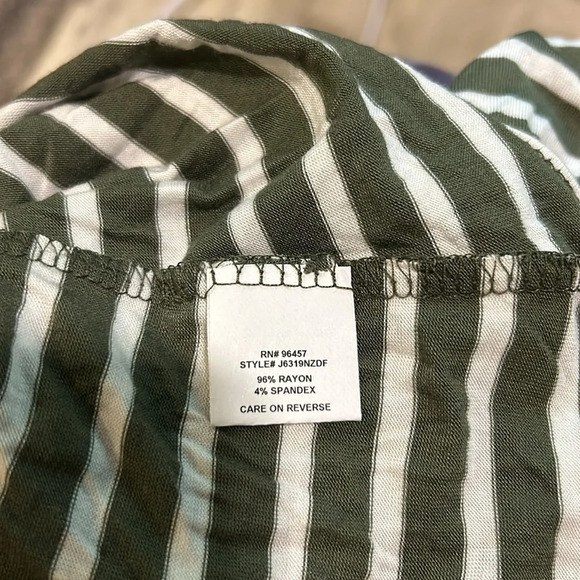 RN# 96457
STYLE# J6319NZDF
96% RAYON
4% SPANDEX
CARE ON REVERSE